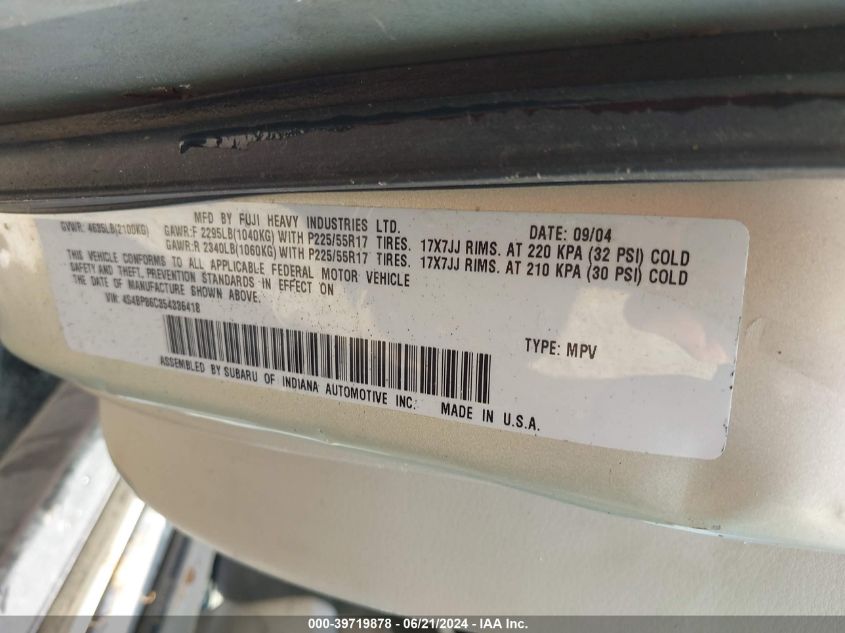 MFD BY FUJI HEAVY INDUSTRIES LTD. DATE: 09/04
GVWR: 4635LB(2100KG) GAWR:F 2295LB(1040KG) WITH P225/55R17 TIRES. 17X7JJ RIMS. AT 220 KPA (32 PSI) COLD
GAWR:R 2340LB(1060KG) WITH P225/55R17 TIRES. 17X7JJ RIMS. AT 210 KPA (30 PSI) COLD
THIS VEHICLE CONFORMS TO ALL APPLICABLE FEDERAL MOTOR VEHICLE
SAFETY AND THEFT PREVENTION STANDARDS IN EFFECT ON
THE DATE OF MANUFACTURE SHOWN ABOVE.
VIN: 4S4BP86C854336418
TYPE: MPV
ASSEMBLED BY SUBARU OF INDIANA AUTOMOTIVE INC. MADE IN U.S.A.
000-39719878 - 06/21/2024 - IAA Inc.